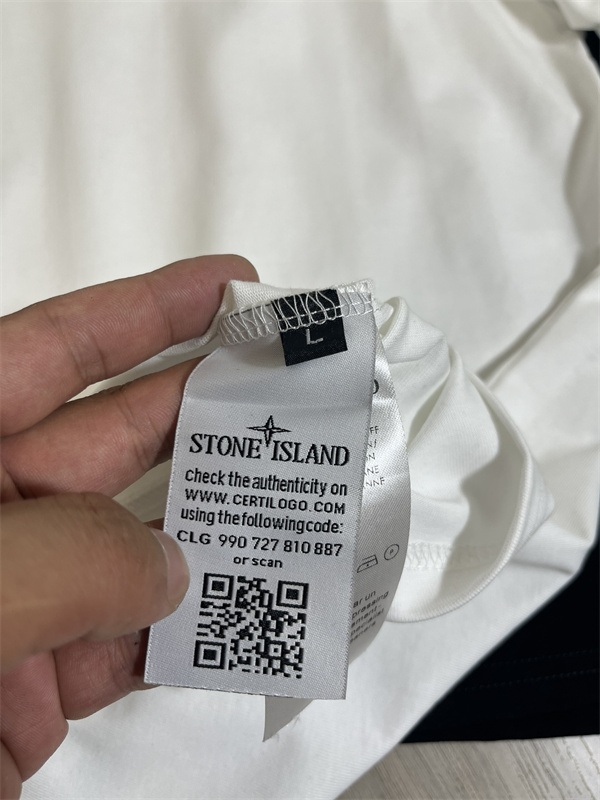 L
STONE ISLAND
Check the authenticity on
WWW.CERTILOGO.COM
using the following code:
CLG 990 727 810 887
or scan